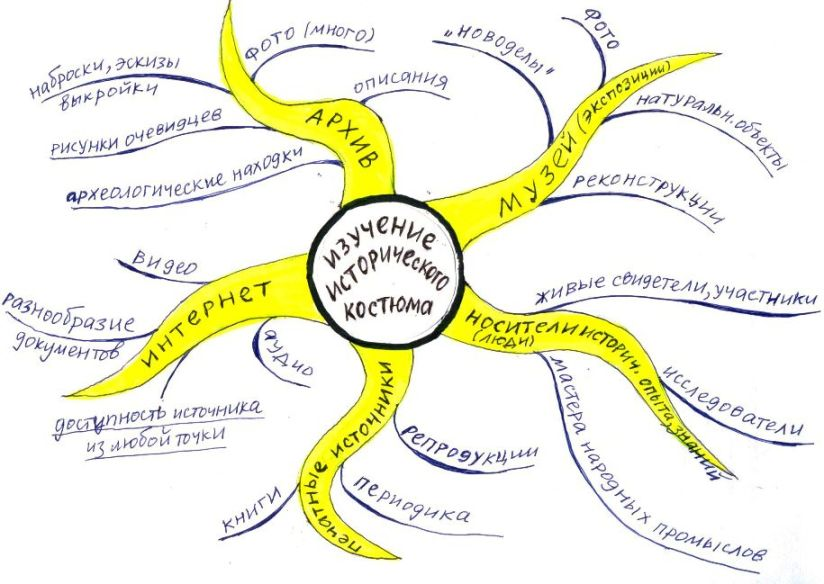 изучение
исторического
костюма
архив
фото (много)
наброски, эскизы
выкройки
описания
рисунки очевидцев
археологические находки
музей (экспозиции)
„новоделы"
фото
натуральн. объекты
реконструкции
носители историч. опыта, знаний
(люди)
живые свидетели, участники
исследователи
мастера народных промыслов
печатные источники
репродукции
периодика
книги
интернет
видео
разнообразие
документов
аудио
доступность источника
из любой точки